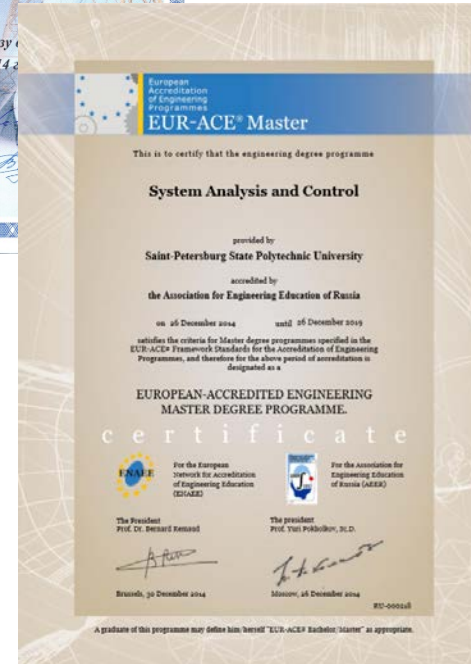 European
Accreditation
of Engineering
Programmes
EUR-ACE® Master
This is to certify that the engineering degree programme
System Analysis and Control
provided by
Saint-Petersburg State Polytechnic University
accredited by
the Association for Engineering Education of Russia
on 26 December 2014 until 26 December 2019
satisfies the criteria for Master degree programmes specified in the
EUR-ACE® Framework Standards for the Accreditation of Engineering
Programmes, and therefore for the above period of accreditation is
designated as a
EUROPEAN-ACCREDITED ENGINEERING
MASTER DEGREE PROGRAMME.
certificate
ENAEE
For the European
Network for Accreditation
of Engineering Education
(ENAEE)
For the Association for
Engineering Education
of Russia (AEER)
The President
Prof. Dr. Bernard Remaud
The president
Prof. Yuri Pokholkov, Sc.D.
Brussels, 30 December 2014
Moscow, 26 December 2014
RU-000218
A graduate of this programme may define him/herself "EUR-ACE® Bachelor/Master" as appropriate.